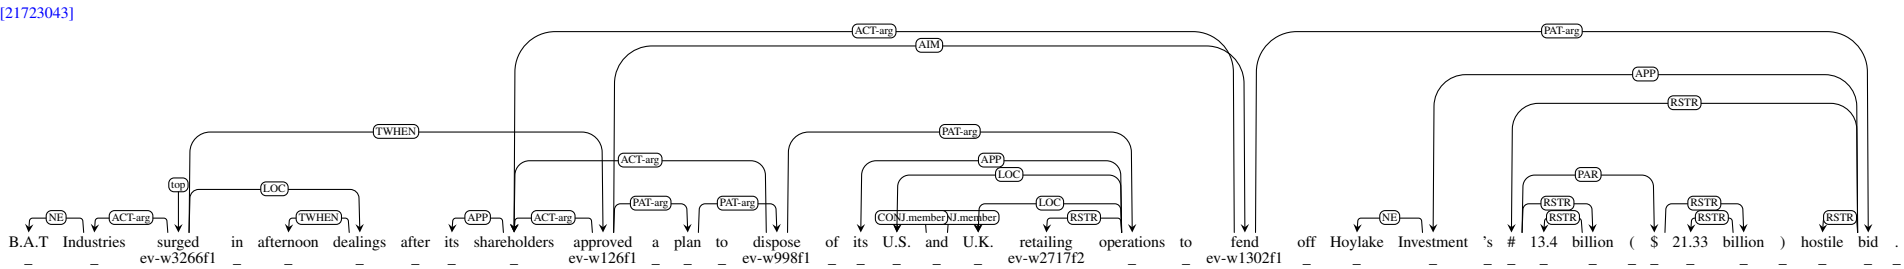 [21723043]
ACT-arg PAT-arg
AIM
APP
RSTR
TWHEN PAT-arg
ACT-arg APP
LOC PAR
top LOC
PAT-arg PAT-arg LOC RSTR RSTR
NE ACT-arg TWHEN APP ACT-arg CONJ.member NJ.member RSTR NE RSTR RSTR RSTR
B.A.T Industries surged in afternoon dealings after its shareholders approved a plan to dispose of its U.S. and U.K. retailing operations to fend off Hoylake Investment 's # 13.4 billion ( $ 21.33 billion ) hostile bid .
_ _ ev-w3266f1 _ _ _ _ _ _ ev-w126f1 _ _ _ ev-w998f1 _ _ _ _ _ ev-w2717f2 _ _ ev-w1302f1 _ _ _ _ _ _ _ _ _ _ _ _ _ _ _